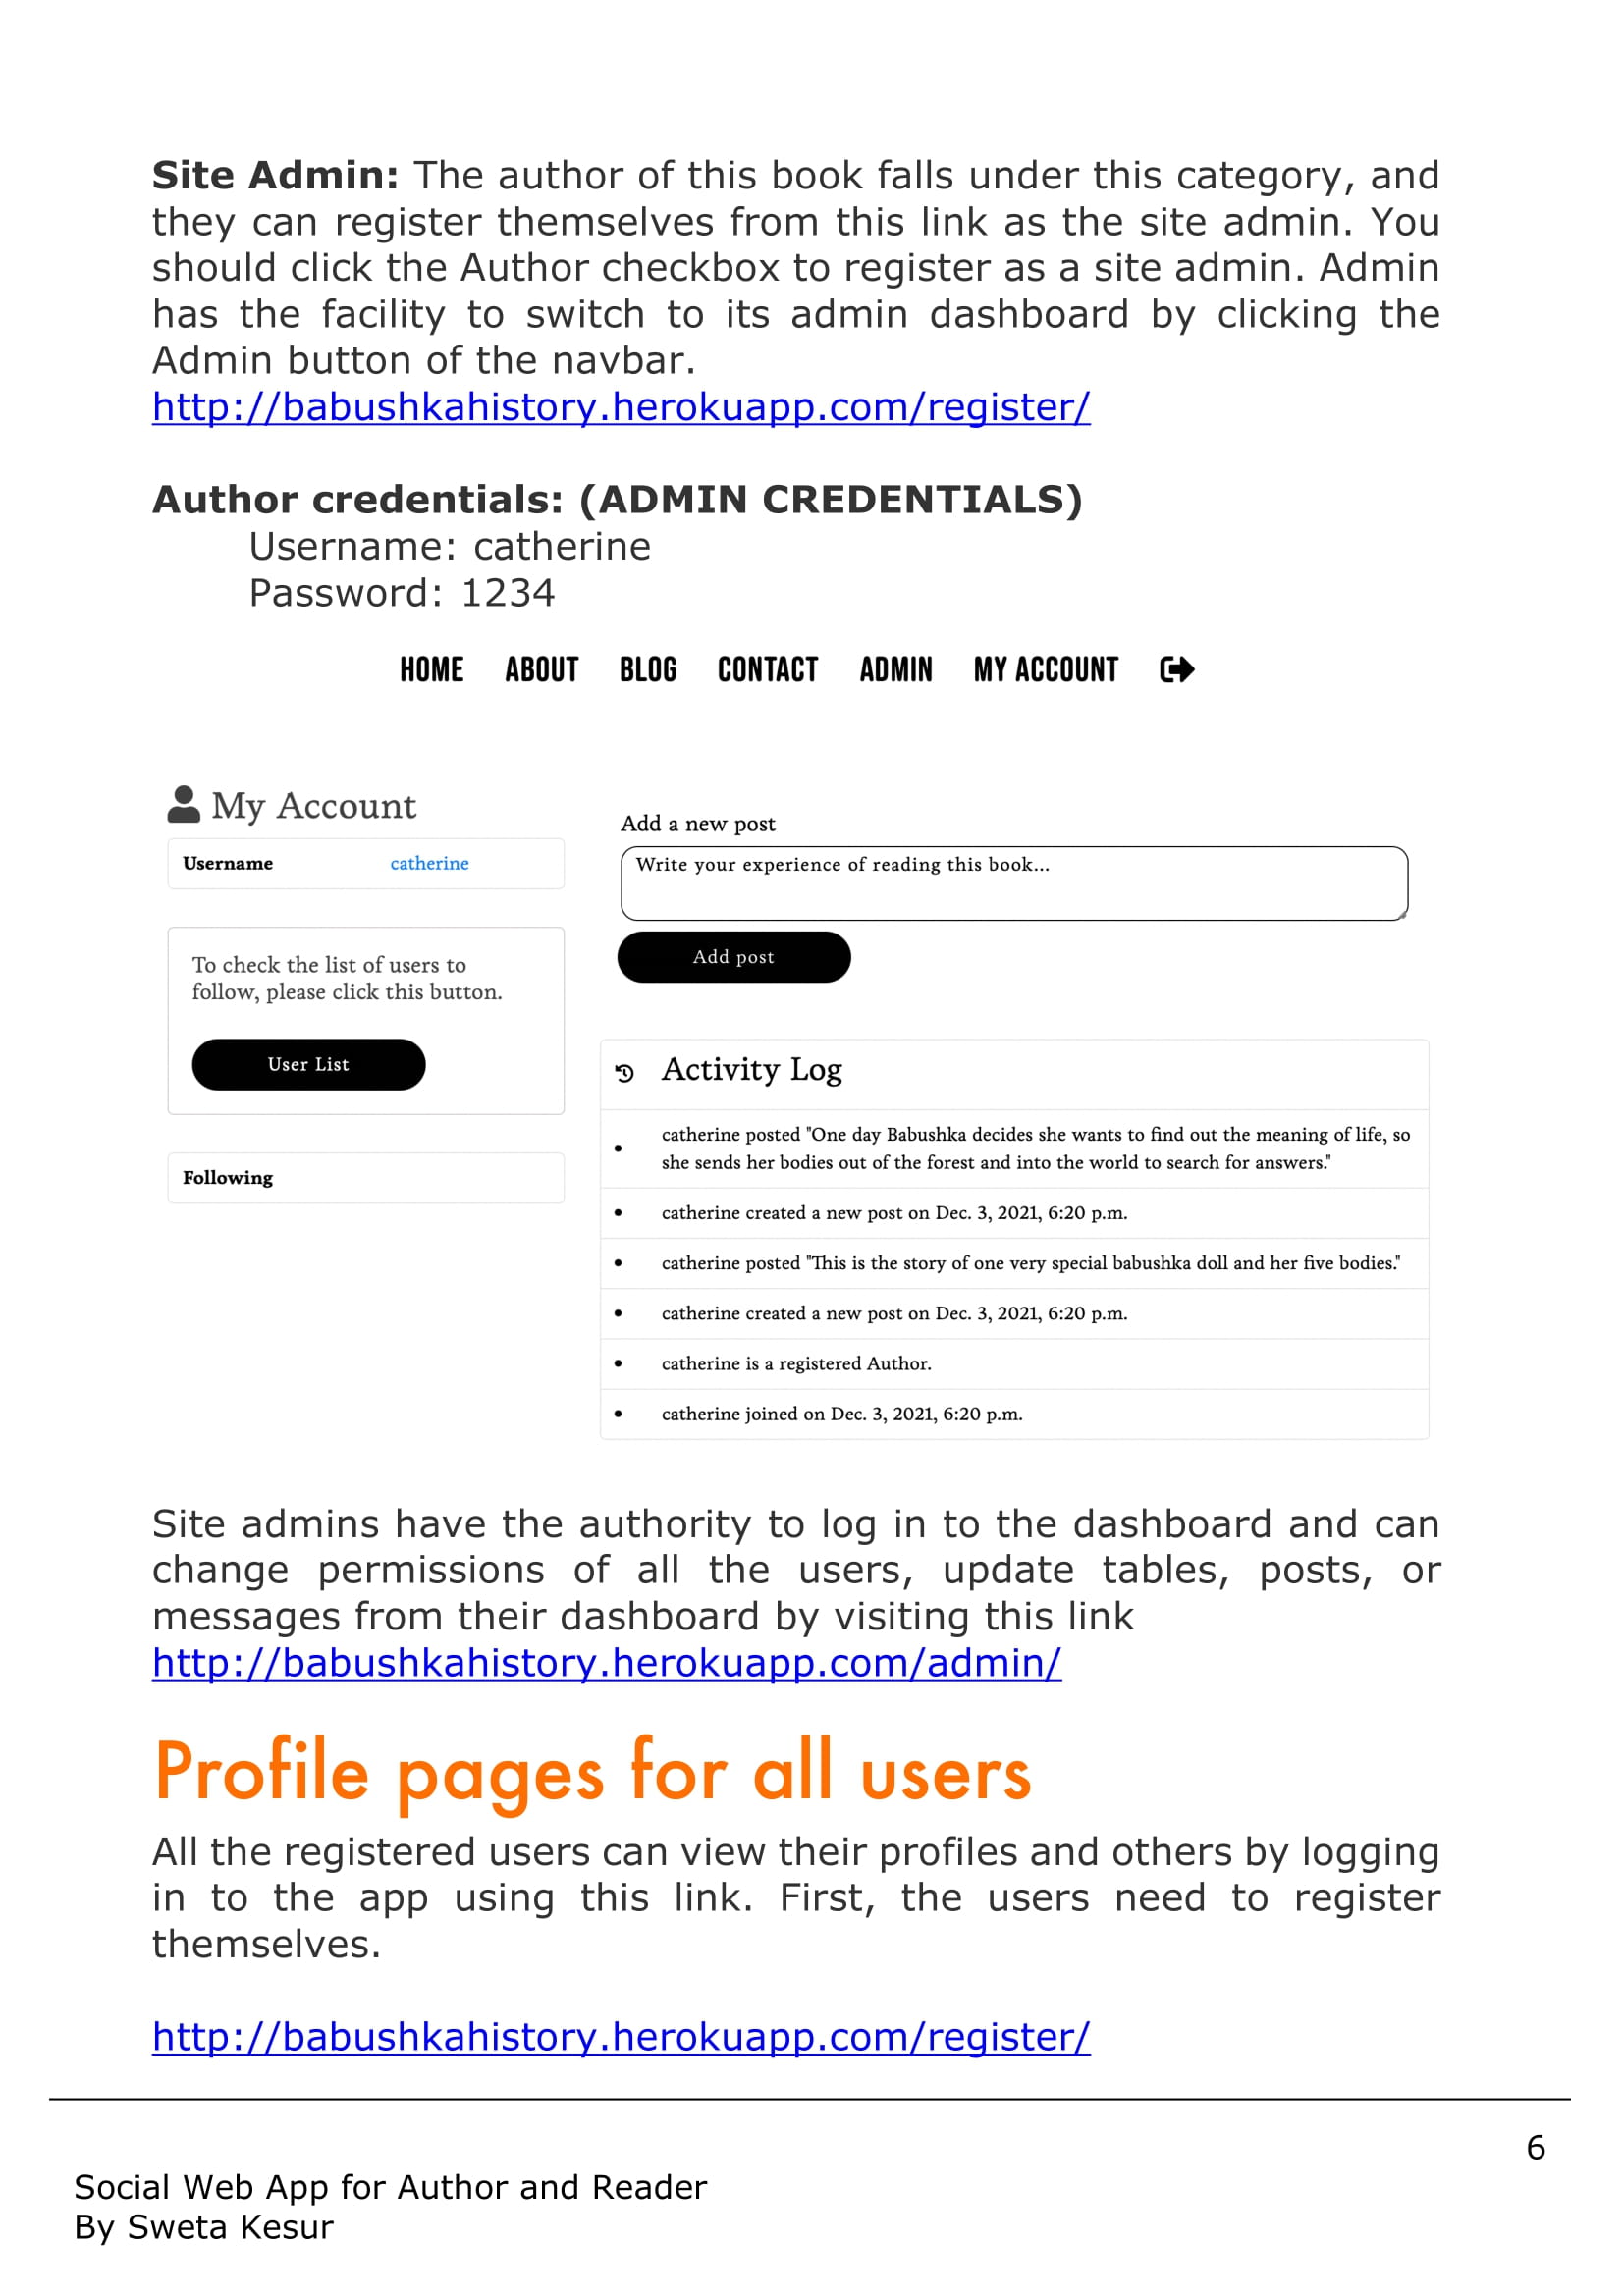 Site Admin: The author of this book falls under this category, and
they can register themselves from this link as the site admin. You
should click the Author checkbox to register as a site admin. Admin
has the facility to switch to its admin dashboard by clicking the
Admin button of the navbar.
http://babushkahistory.herokuapp.com/register/
Author credentials: (ADMIN CREDENTIALS)
Username: catherine
Password: 1234
HOME ABOUT BLOG CONTACT ADMIN MY ACCOUNT
My Account
Username catherine
To check the list of users to
follow, please click this button.
User List
Following
Add a new post
Write your experience of reading this book...
Add post
Activity Log
catherine posted "One day Babushka decides she wants to find out the meaning of life, so
she sends her bodies out of the forest and into the world to search for answers."
catherine created a new post on Dec. 3, 2021, 6:20 p.m.
catherine posted "This is the story of one very special babushka doll and her five bodies."
catherine created a new post on Dec. 3, 2021, 6:20 p.m.
catherine is a registered Author.
catherine joined on Dec. 3, 2021, 6:20 p.m.
Site admins have the authority to log in to the dashboard and can
change permissions of all the users, update tables, posts, or
messages from their dashboard by visiting this link
http://babushkahistory.herokuapp.com/admin/
Profile pages for all users
All the registered users can view their profiles and others by logging
in to the app using this link. First, the users need to register
themselves.
http://babushkahistory.herokuapp.com/register/
6
Social Web App for Author and Reader
By Sweta Kesur